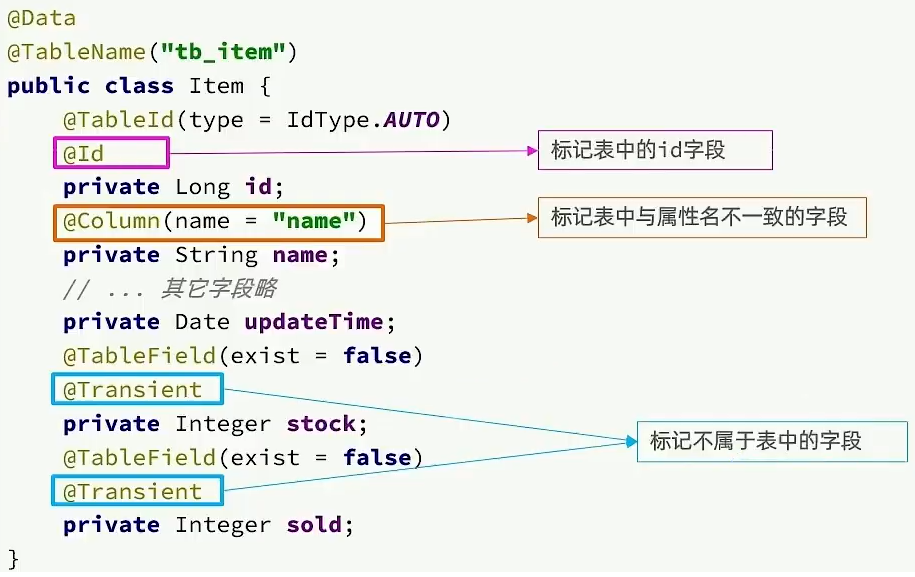 @Data
@TableName("tb_item")
public class Item {
@TableId(type = IdType.AUTO)
@Id
标记表中的id字段
private Long id;
@Column(name = "name")
标记表中与属性名不一致的字段
private String name;
// ... 其它字段略
private Date updateTime;
@TableField(exist = false)
@Transient
private Integer stock;
标记不属于表中的字段
@TableField(exist = false)
@Transient
private Integer sold;
}